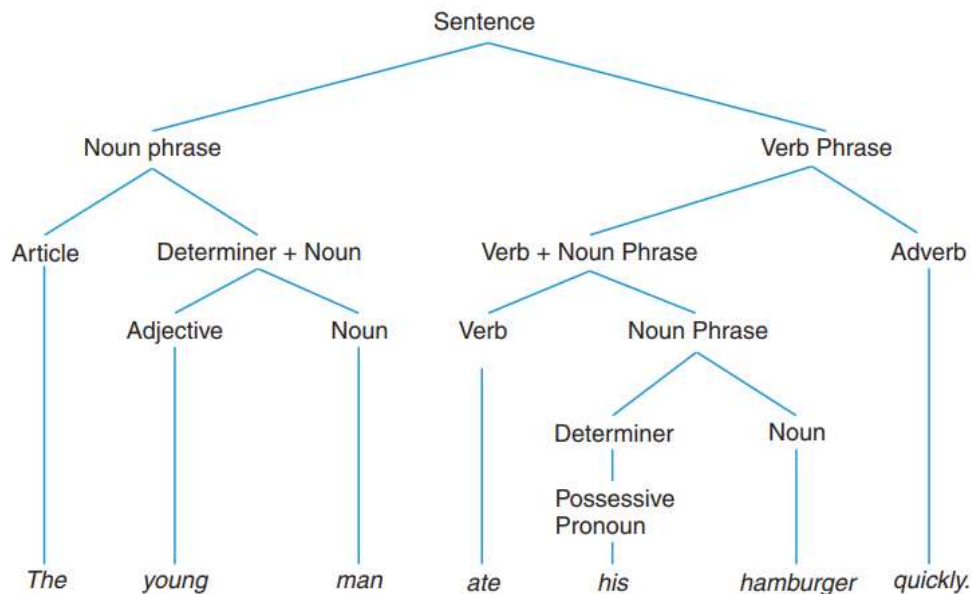 Sentence
Noun phrase Verb Phrase
Article Determiner + Noun Verb + Noun Phrase Adverb
Adjective Noun Verb Noun Phrase
Determiner Noun
Possessive
Pronoun
The young man ate his hamburger quickly.